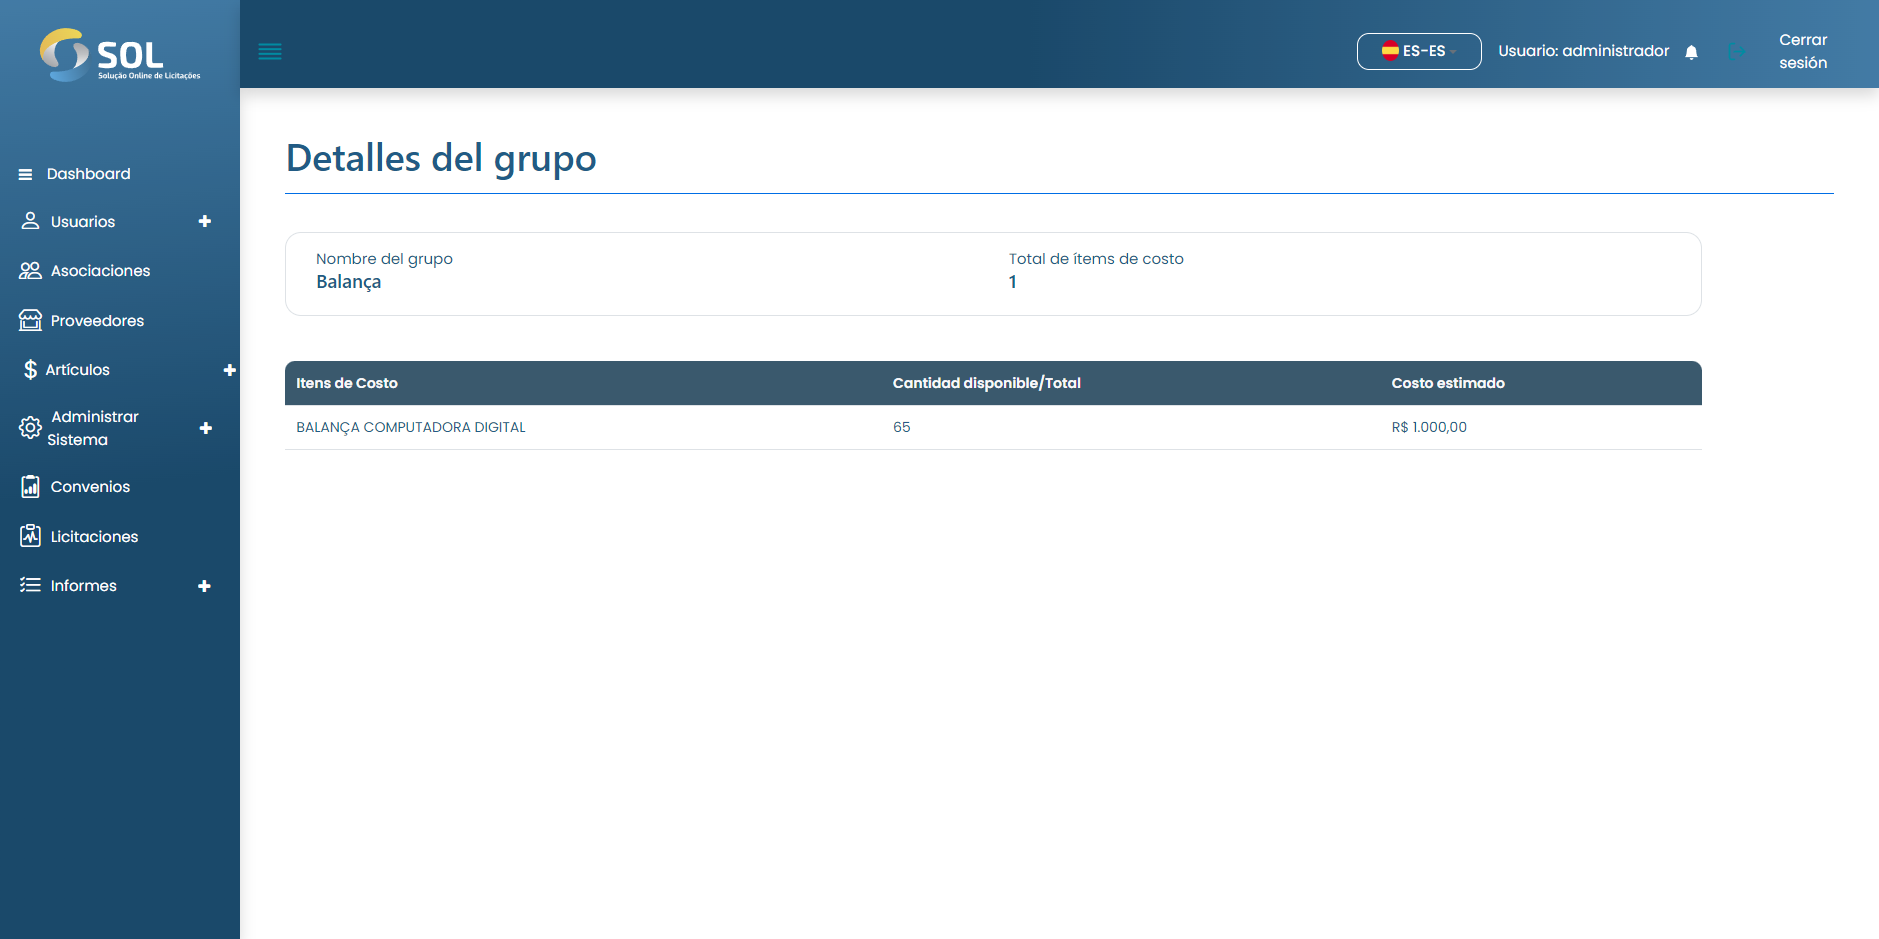 SOL
Solução Online de Licitações
ES-ES
Usuario: administrador
Cerrar
sesión
Dashboard
Usuarios
Asociaciones
Proveedores
Artículos
Administrar
Sistema
Convenios
Licitaciones
Informes
Detalles del grupo
Nombre del grupo
Balança
Total de ítems de costo
1
Itens de Costo Cantidad disponible/Total Costo estimado
BALANÇA COMPUTADORA DIGITAL 65 R$ 1.000,00